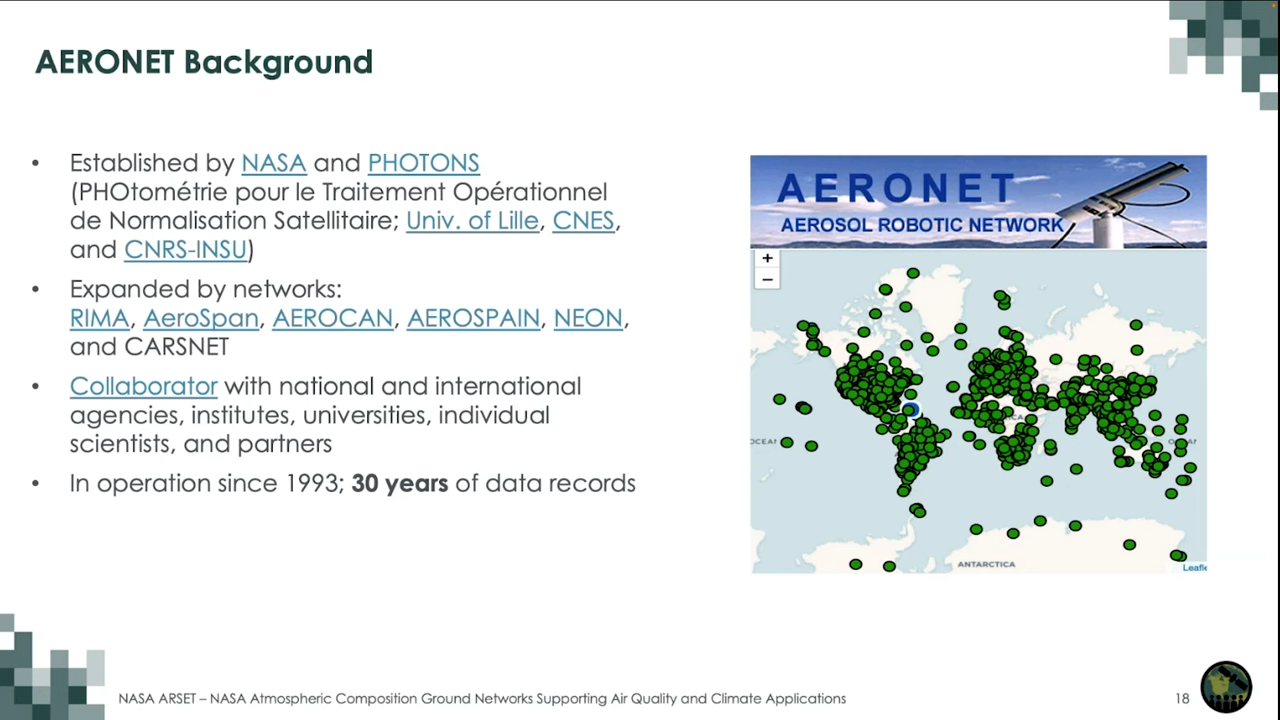 AERONET Background
• Established by NASA and PHOTONS
(PHOtométrie pour le Traitement Opérationnel
de Normalisation Satellitaire; Univ. of Lille, CNES,
and CNRS-INSU)
• Expanded by networks:
RIMA, AeroSpan, AEROCAN, AEROSPAIN, NEON,
and CARSNET
• Collaborator with national and international
agencies, institutes, universities, individual
scientists, and partners
• In operation since 1993; 30 years of data records
AERONET
AEROSOL ROBOTIC NETWORK
+
−
ANTARCTICA
NASA ARSET – NASA Atmospheric Composition Ground Networks Supporting Air Quality and Climate Applications
18